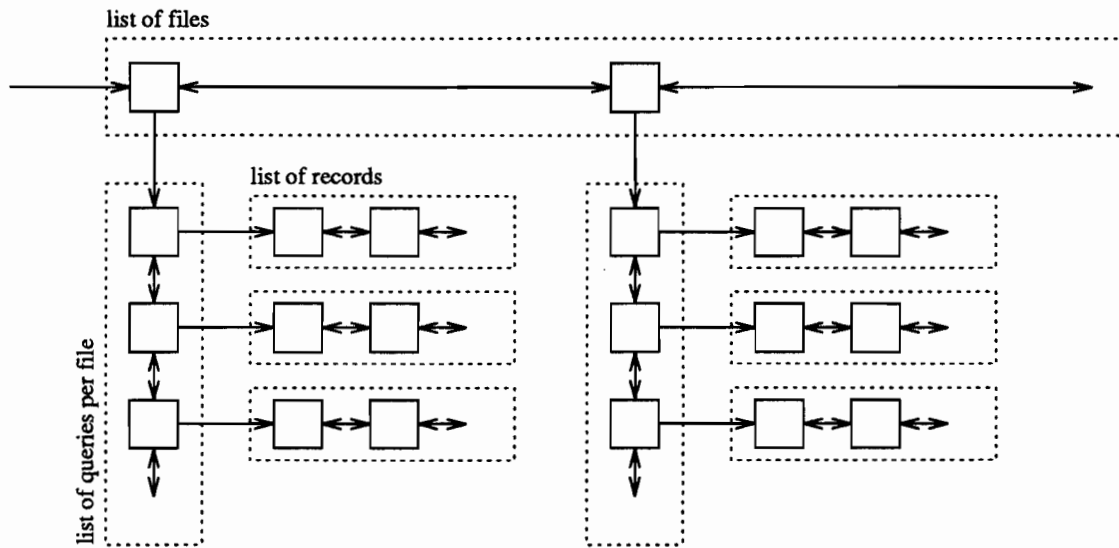 list of files
list of records
list of queries per file